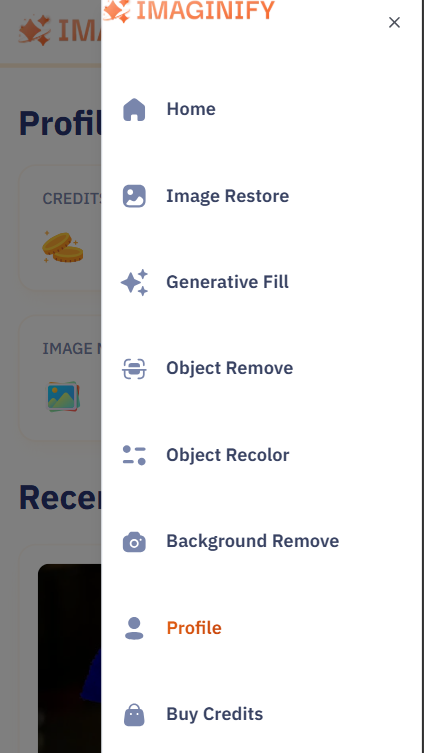 IMAGINIFY
Home
Image Restore
Generative Fill
Object Remove
Object Recolor
Background Remove
Profile
Buy Credits
IMA
Profil
CREDITS
IMAGE M
Recen